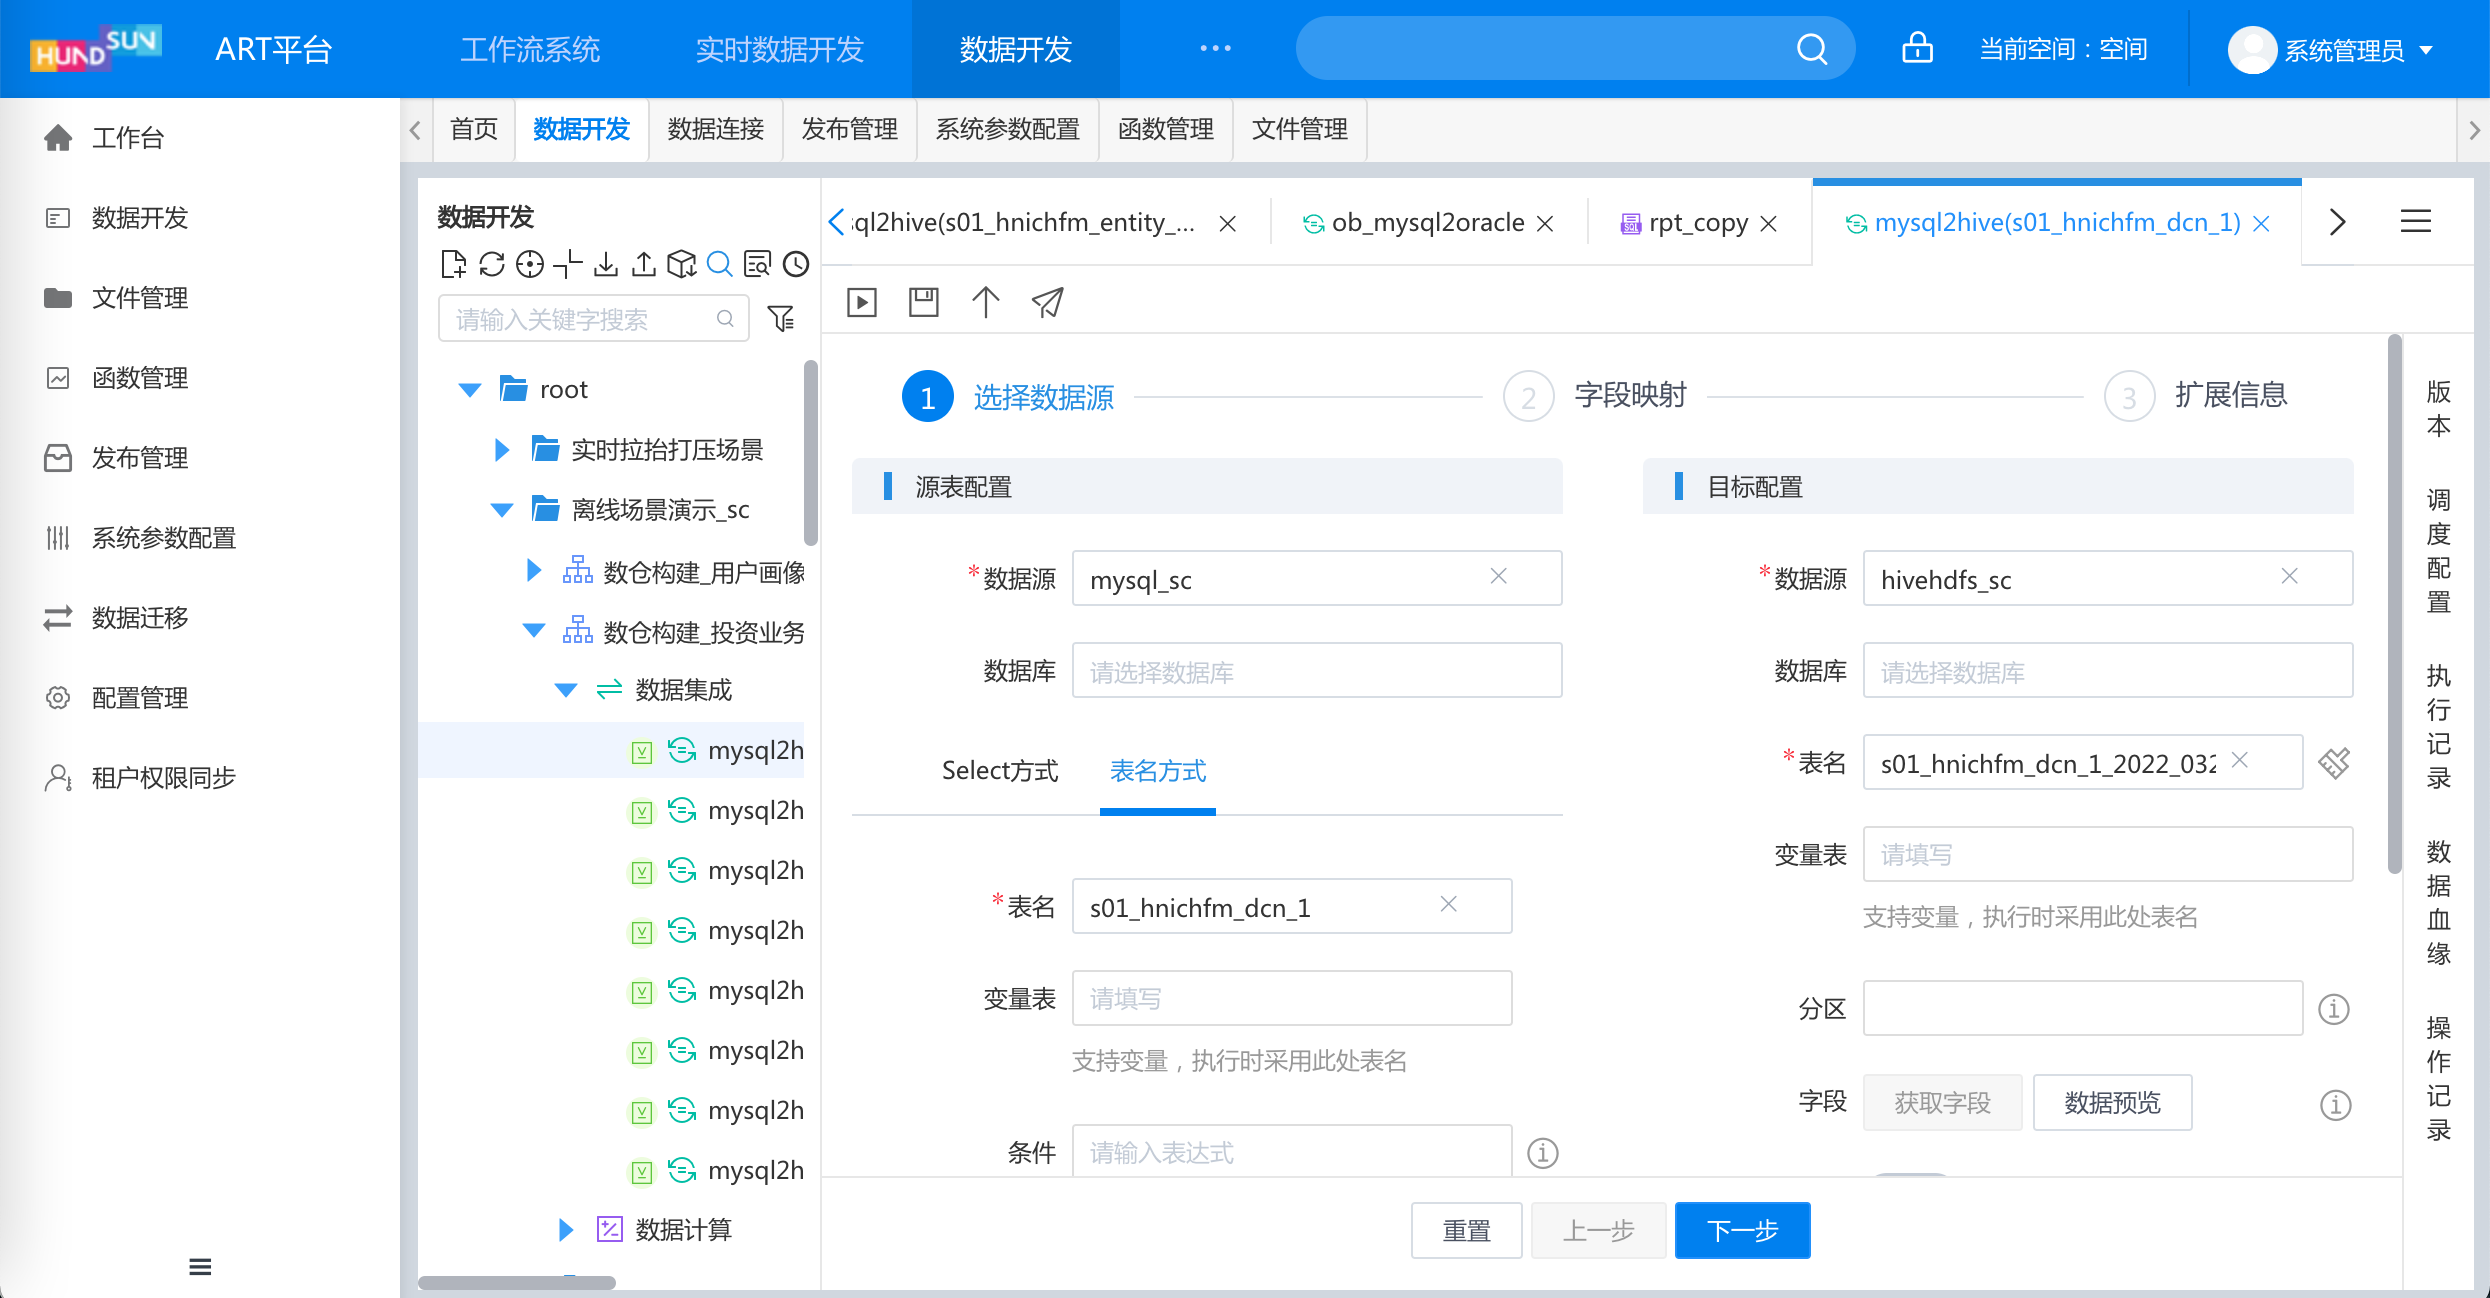 HUNDSUN
ART平台
工作流系统
实时数据开发
数据开发
···
当前空间：空间
系统管理员
工作台
数据开发
文件管理
函数管理
发布管理
系统参数配置
数据迁移
配置管理
租户权限同步
首页
数据开发
数据连接
发布管理
系统参数配置
函数管理
文件管理
数据开发
请输入关键字搜索
root
实时拉抬打压场景
离线场景演示_sc
数仓构建_用户画像
数仓构建_投资业务
数据集成
mysql2h
mysql2h
mysql2h
mysql2h
mysql2h
mysql2h
mysql2h
mysql2h
数据计算
ql2hive(s01_hnichfm_entity_...
ob_mysql2oracle
SQL rpt_copy
mysql2hive(s01_hnichfm_dcn_1)
1 选择数据源
2 字段映射
3 扩展信息
源表配置
*数据源 mysql_sc
数据库 请选择数据库
Select方式 表名方式
*表名 s01_hnichfm_dcn_1
变量表 请填写
支持变量，执行时采用此处表名
条件 请输入表达式
目标配置
*数据源 hivehdfs_sc
数据库 请选择数据库
*表名 s01_hnichfm_dcn_1_2022_032
变量表 请填写
支持变量，执行时采用此处表名
分区
字段 获取字段 数据预览
重置 上一步 下一步
版本
调度配置
执行记录
数据血缘
操作记录